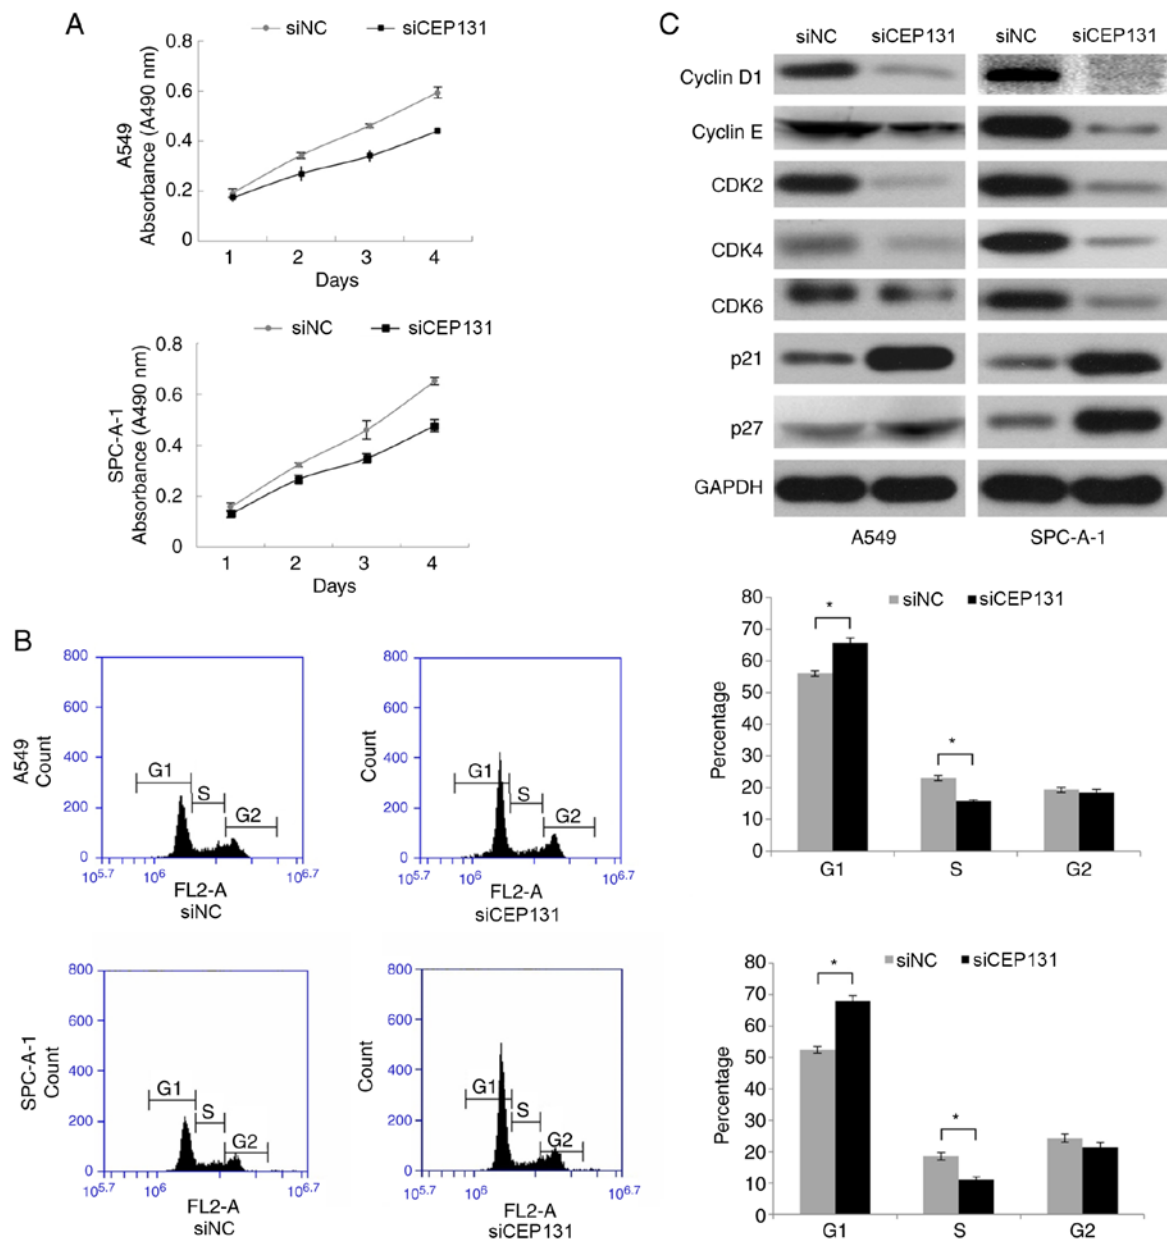 A
siNC siCEP131
0.8
0.6
0.4
0.2
0
A549
Absorbance (A490 nm)
1 2 3 4
Days
siNC siCEP131
0.8
0.6
0.4
0.2
0
SPC-A-1
Absorbance (A490 nm)
1 2 3 4
Days
B
800
600
400
200
0
A549
Count
G1
S
G2
10^5.7 10^6 10^6.7
FL2-A
siNC
800
600
400
200
0
Count
G1
S
G2
10^5.7 10^6 10^6.7
FL2-A
siCEP131
800
600
400
200
0
SPC-A-1
Count
G1
S
G2
10^5.7 10^6 10^6.7
FL2-A
siNC
800
600
400
200
0
Count
G1
S
G2
10^5.7 10^6 10^6.7
FL2-A
siCEP131
C
siNC siCEP131 siNC siCEP131
Cyclin D1
Cyclin E
CDK2
CDK4
CDK6
p21
p27
GAPDH
A549 SPC-A-1
siNC siCEP131
80
70
60
50
40
30
20
10
0
Percentage
*
*
G1 S G2
siNC siCEP131
80
70
60
50
40
30
20
10
0
Percentage
*
*
G1 S G2